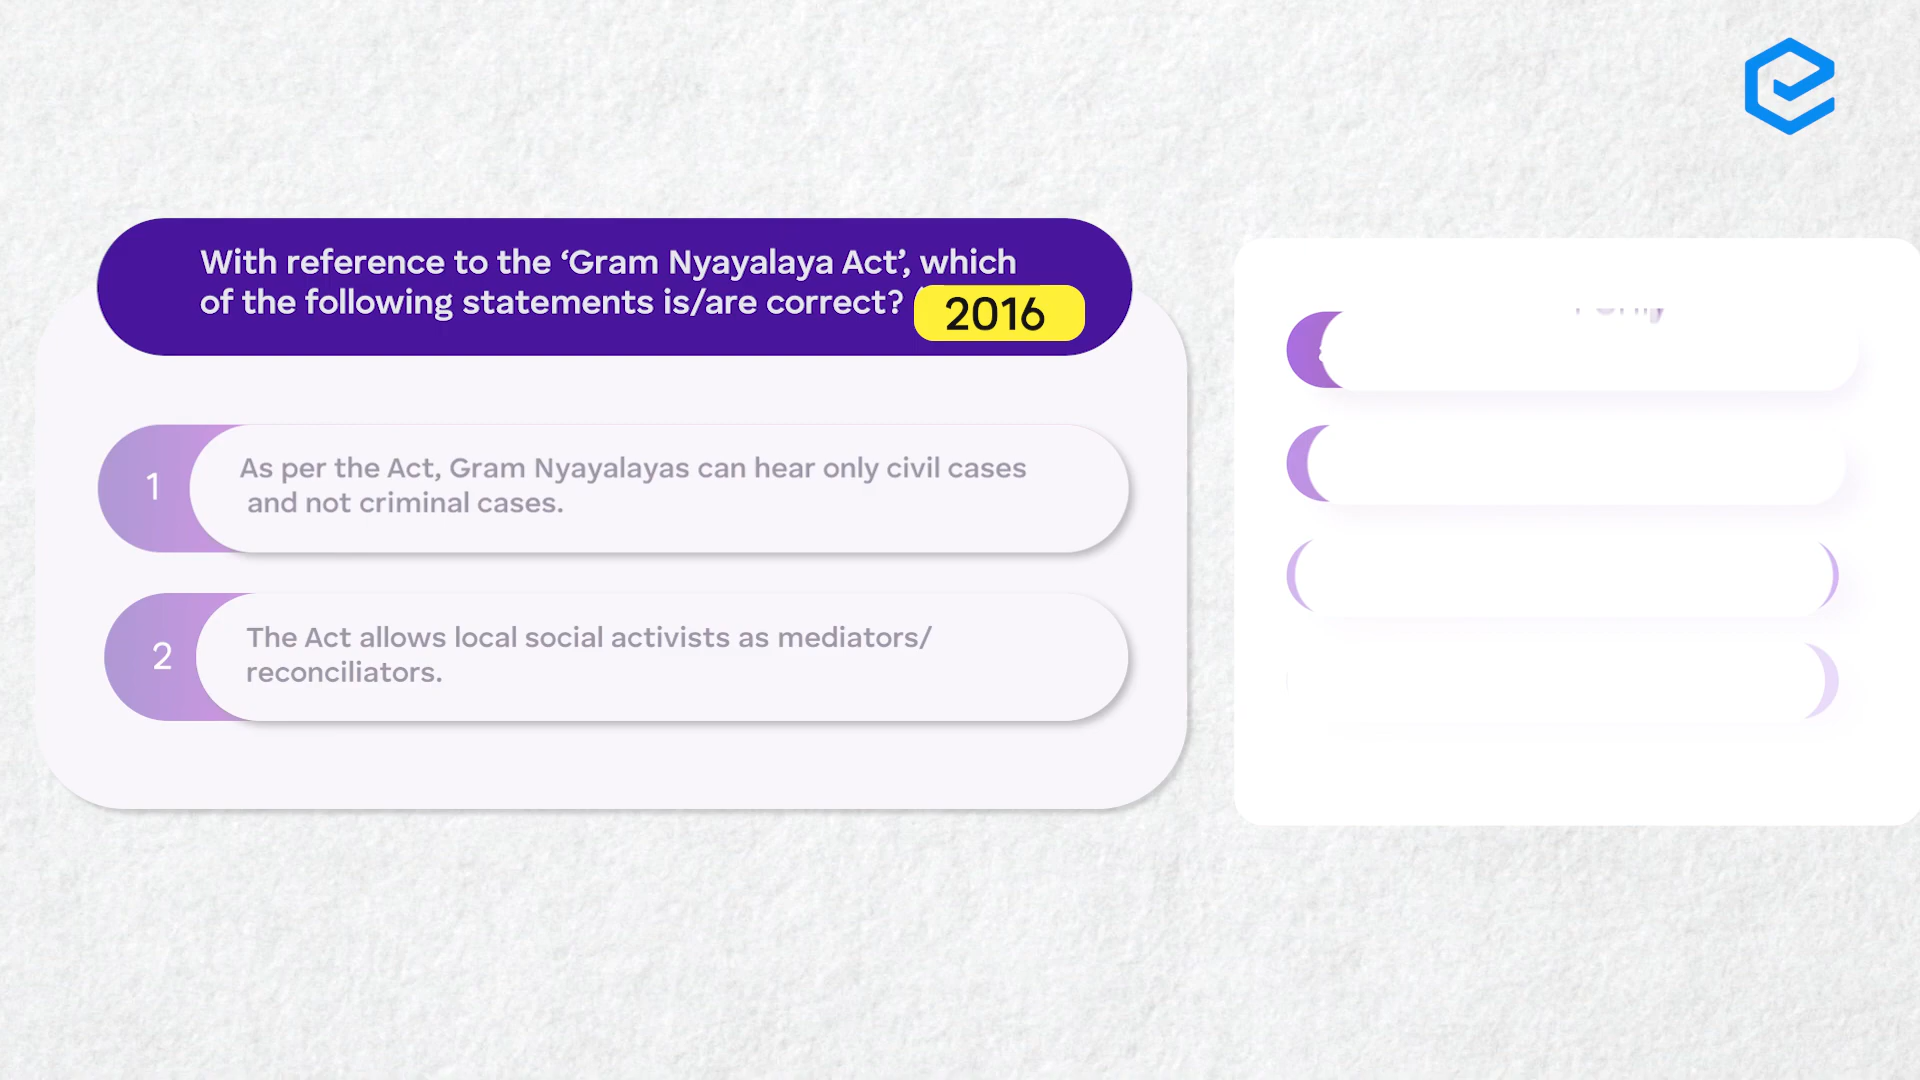 With reference to the ‘Gram Nyayalaya Act’, which
of the following statements is/are correct?
2016
1
As per the Act, Gram Nyayalayas can hear only civil cases
and not criminal cases.
2
The Act allows local social activists as mediators/
reconciliators.